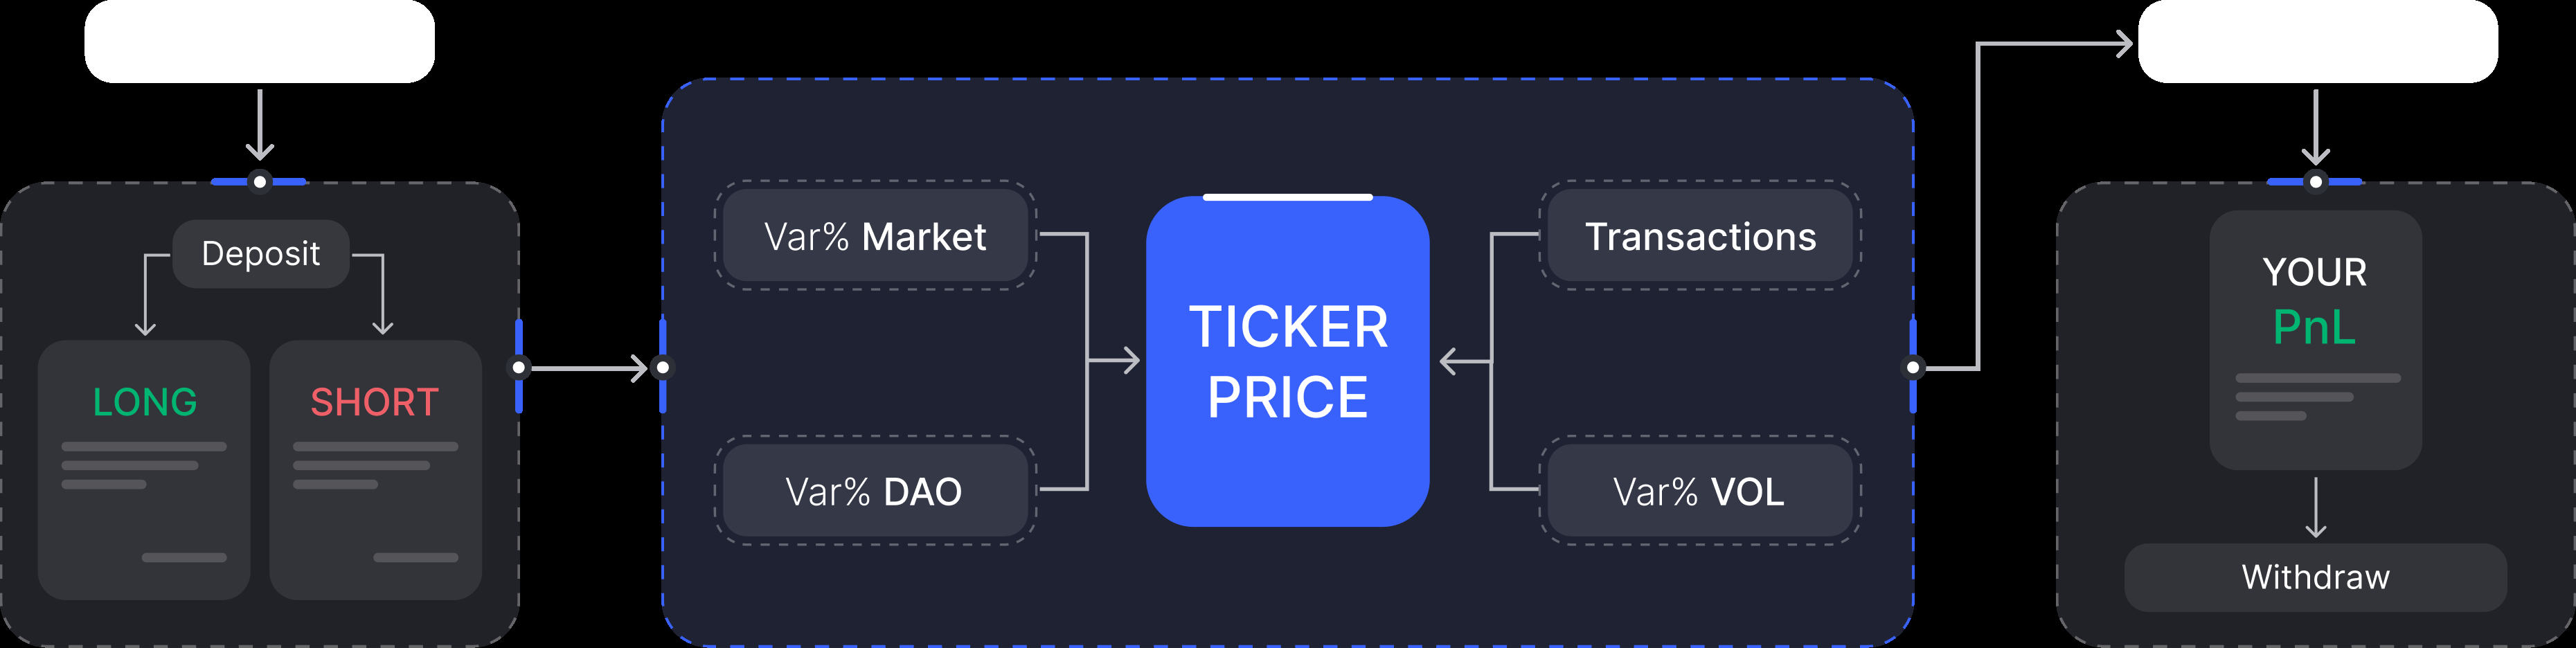 Deposit
LONG
SHORT
Var% Market
Var% DAO
TICKER
PRICE
Transactions
Var% VOL
YOUR
PnL
Withdraw